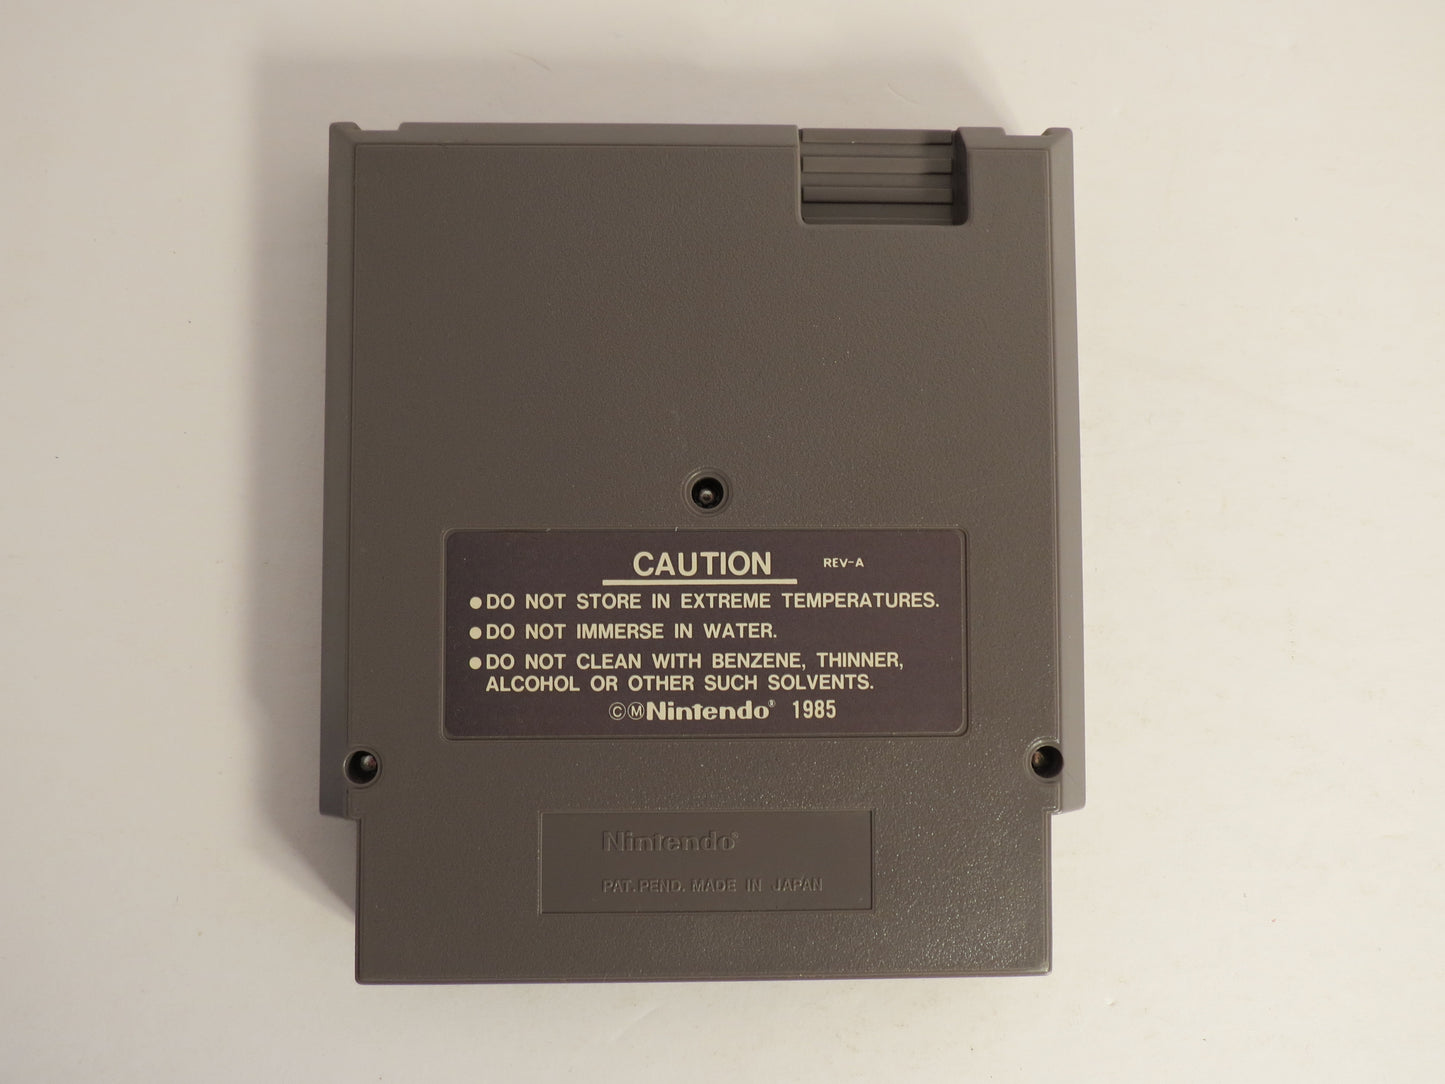 CAUTION REV-A
●DO NOT STORE IN EXTREME TEMPERATURES.
●DO NOT IMMERSE IN WATER.
●DO NOT CLEAN WITH BENZENE, THINNER,
ALCOHOL OR OTHER SUCH SOLVENTS.
©ⓂNintendo® 1985
Nintendo®
PAT. PEND. MADE IN JAPAN